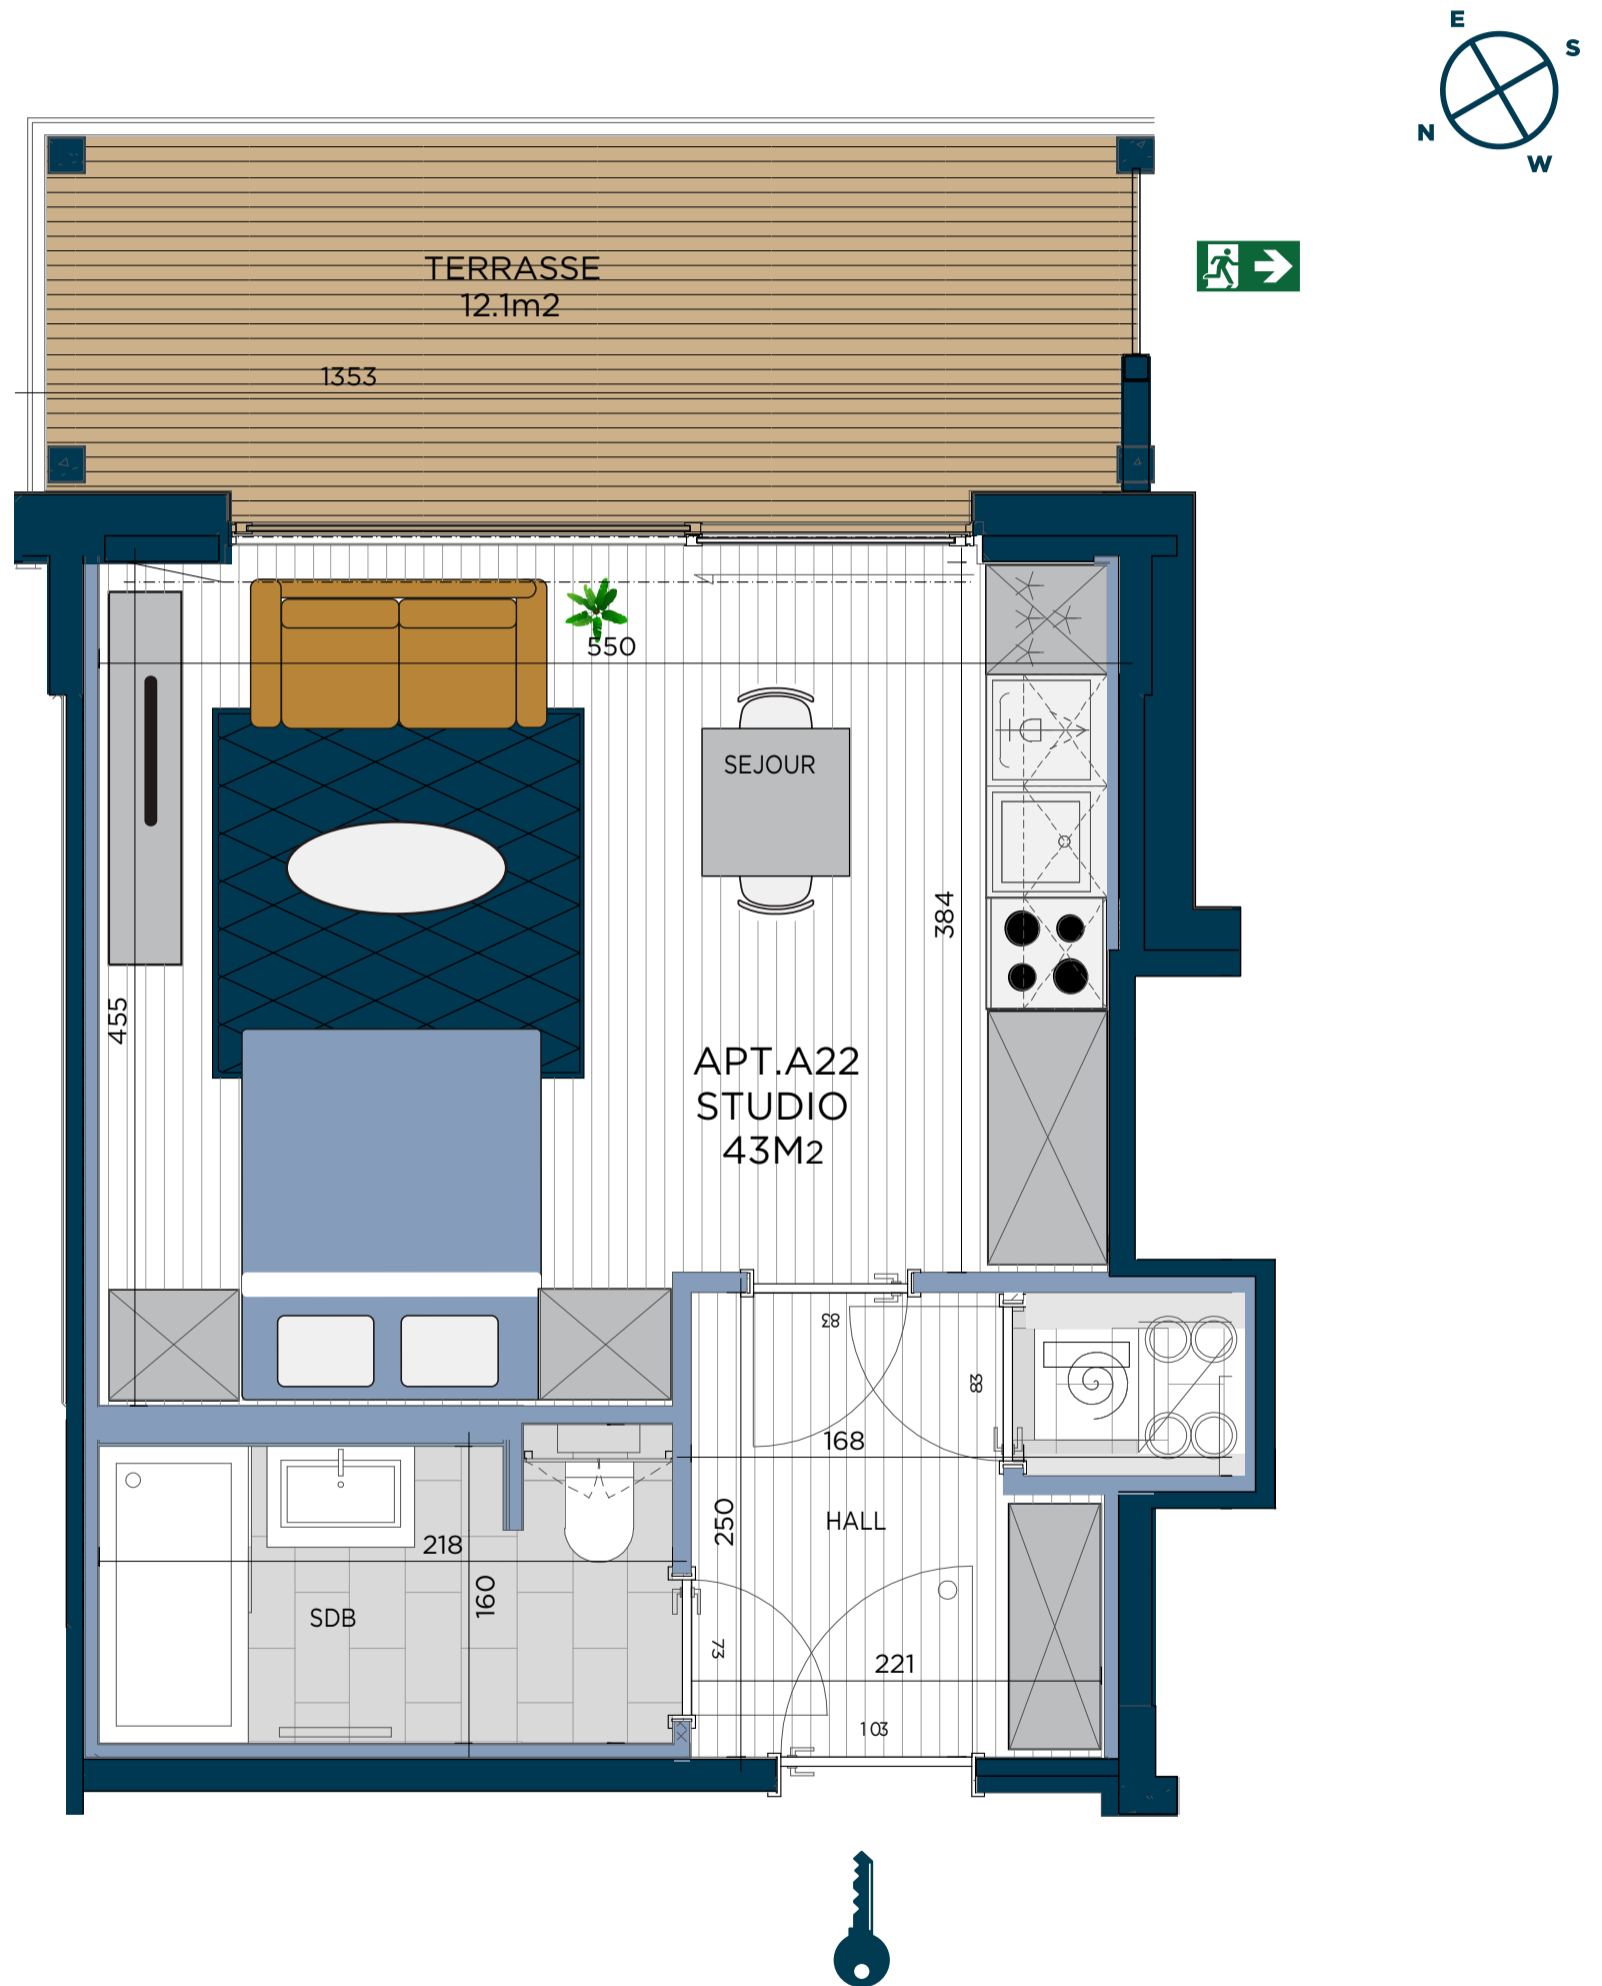 E
S
N
W
TERRASSE
12.1m2
1353
550
SEJOUR
384
455
APT.A22
STUDIO
43M2
83
83
168
250
HALL
218
160
SDB
73
221
103